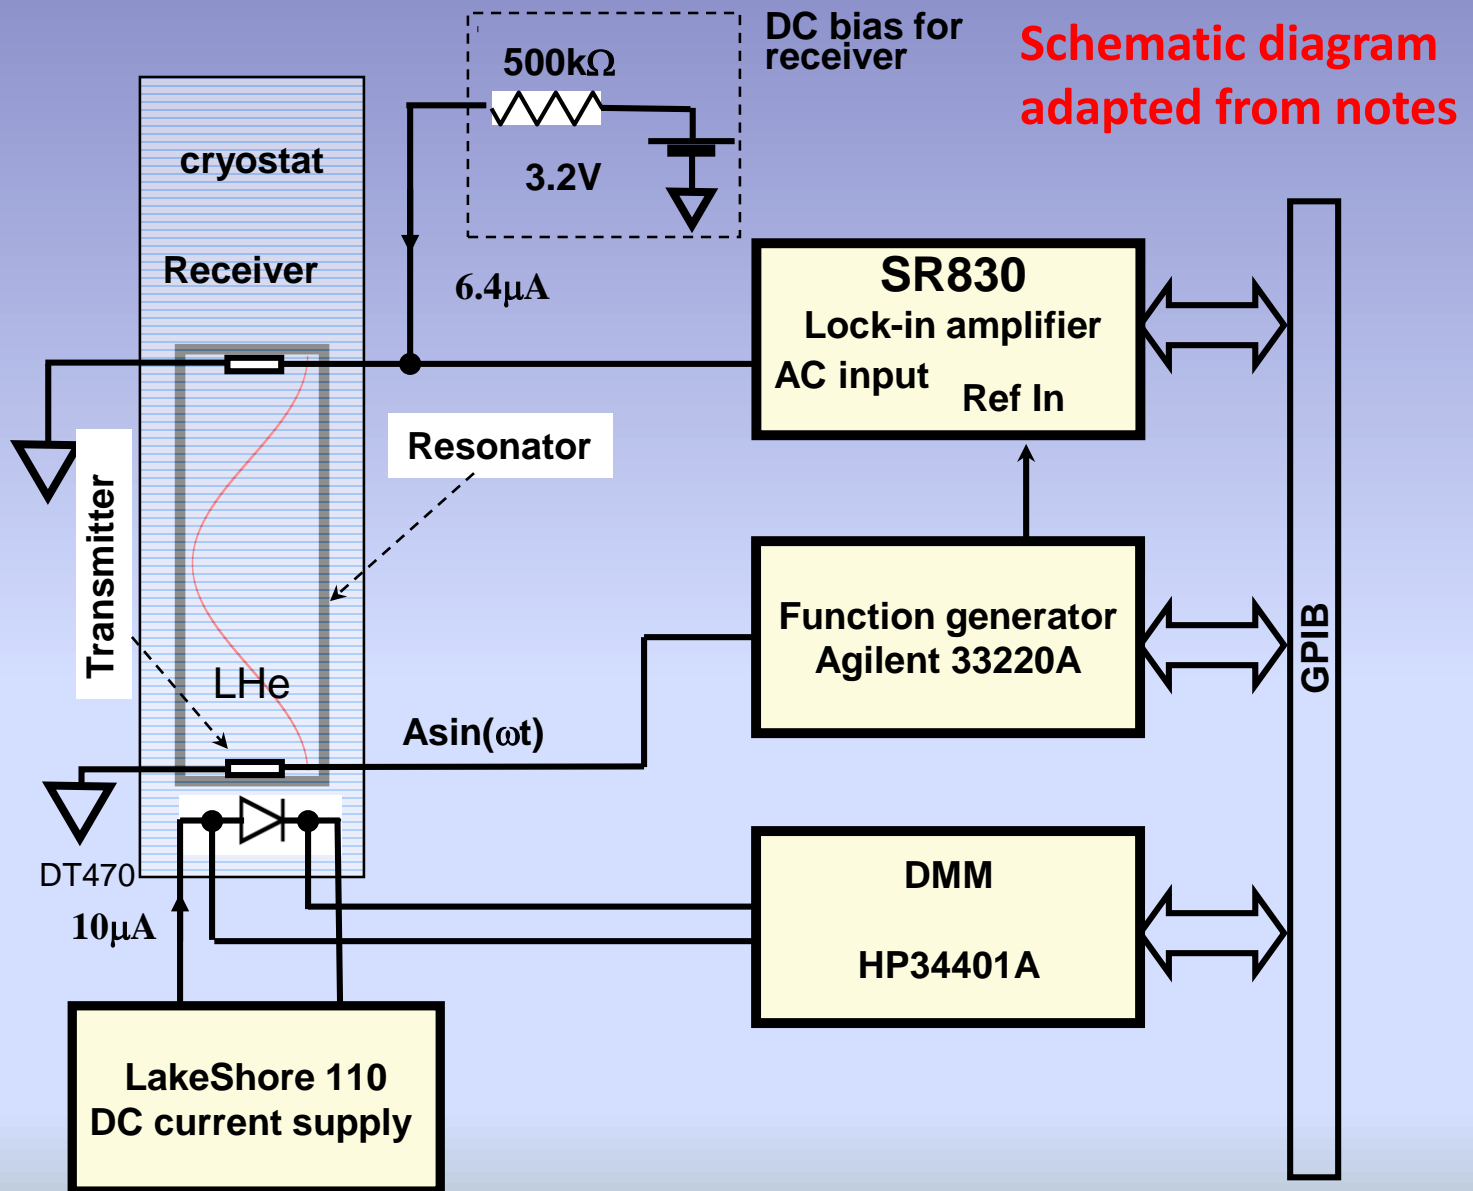 DC bias for
receiver
Schematic diagram
adapted from notes
500kΩ
3.2V
cryostat
Receiver
6.4μA
SR830
Lock-in amplifier
AC input
Ref In
Resonator
Transmitter
LHe
Function generator
Agilent 33220A
GPIB
Asin(ωt)
DT470
10μA
DMM
HP34401A
LakeShore 110
DC current supply